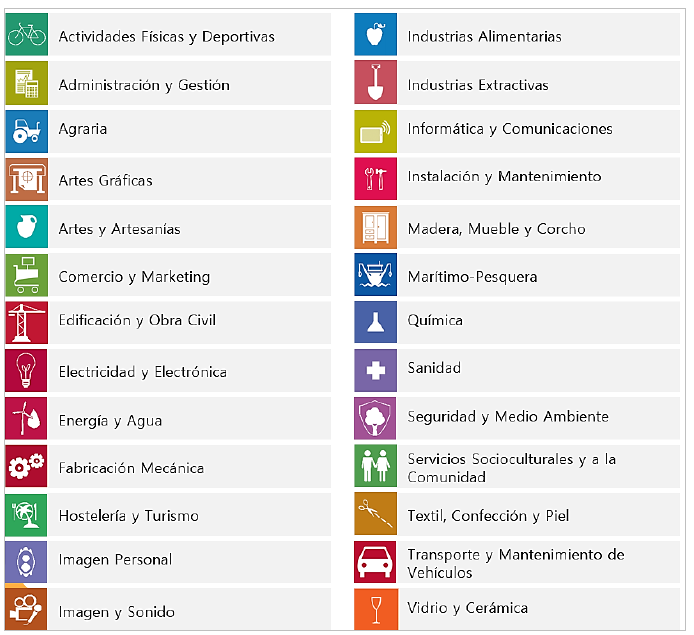 Actividades Físicas y Deportivas
Administración y Gestión
Agraria
Artes Gráficas
Artes y Artesanías
Comercio y Marketing
Edificación y Obra Civil
Electricidad y Electrónica
Energía y Agua
Fabricación Mecánica
Hostelería y Turismo
Imagen Personal
Imagen y Sonido
Industrias Alimentarias
Industrias Extractivas
Informática y Comunicaciones
Instalación y Mantenimiento
Madera, Mueble y Corcho
Marítimo-Pesquera
Química
Sanidad
Seguridad y Medio Ambiente
Servicios Socioculturales y a la
Comunidad
Textil, Confección y Piel
Transporte y Mantenimiento de
Vehículos
Vidrio y Cerámica